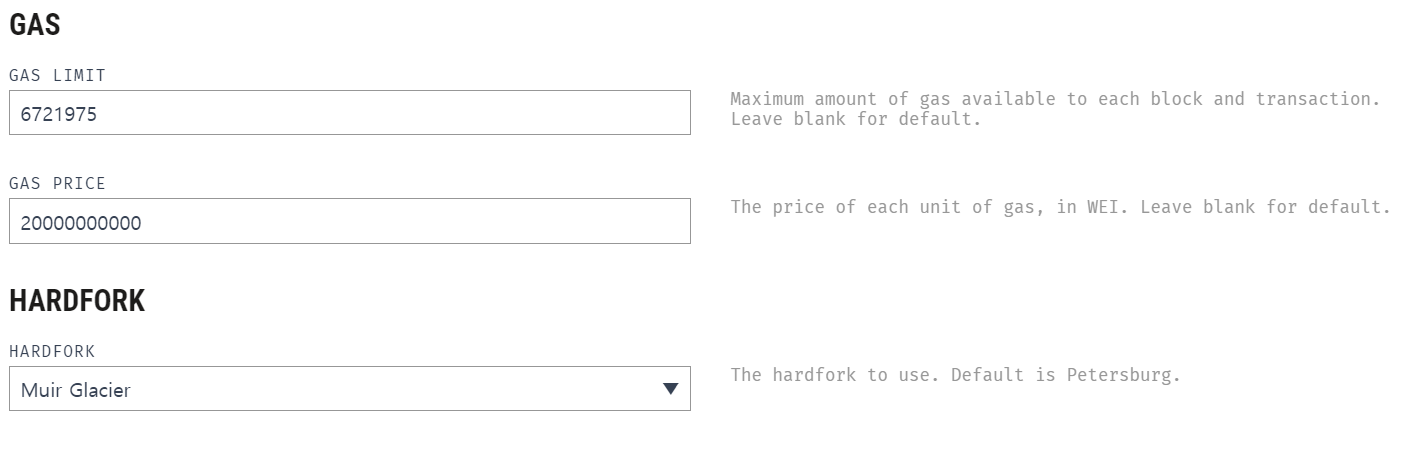 GAS
GAS LIMIT
6721975
Maximum amount of gas available to each block and transaction.
Leave blank for default.
GAS PRICE
20000000000
The price of each unit of gas, in WEI. Leave blank for default.
HARDFORK
HARDFORK
Muir Glacier
The hardfork to use. Default is Petersburg.